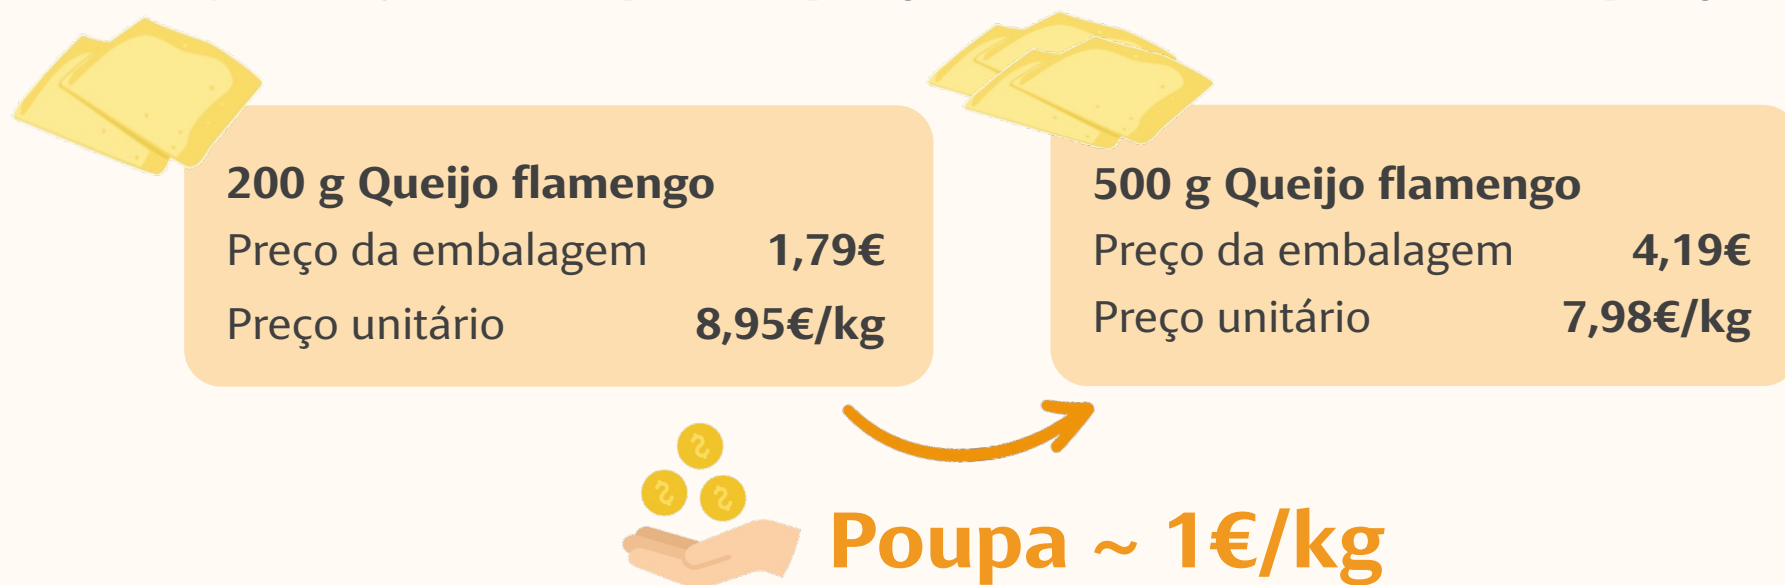 200 g Queijo flamengo
Preço da embalagem 1,79€
Preço unitário 8,95€/kg
500 g Queijo flamengo
Preço da embalagem 4,19€
Preço unitário 7,98€/kg
Poupa ~ 1€/kg